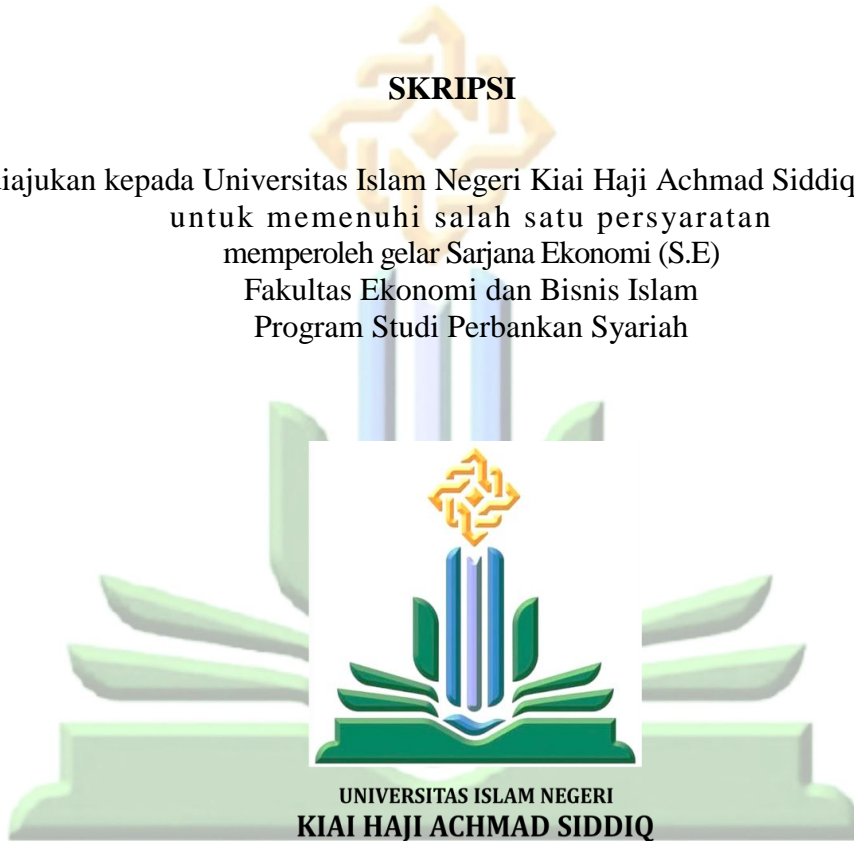 SKRIPSI
diajukan kepada Universitas Islam Negeri Kiai Haji Achmad Siddiq
untuk memenuhi salah satu persyaratan
memperoleh gelar Sarjana Ekonomi (S.E)
Fakultas Ekonomi dan Bisnis Islam
Program Studi Perbankan Syariah
UNIVERSITAS ISLAM NEGERI
KIAI HAJI ACHMAD SIDDIQ